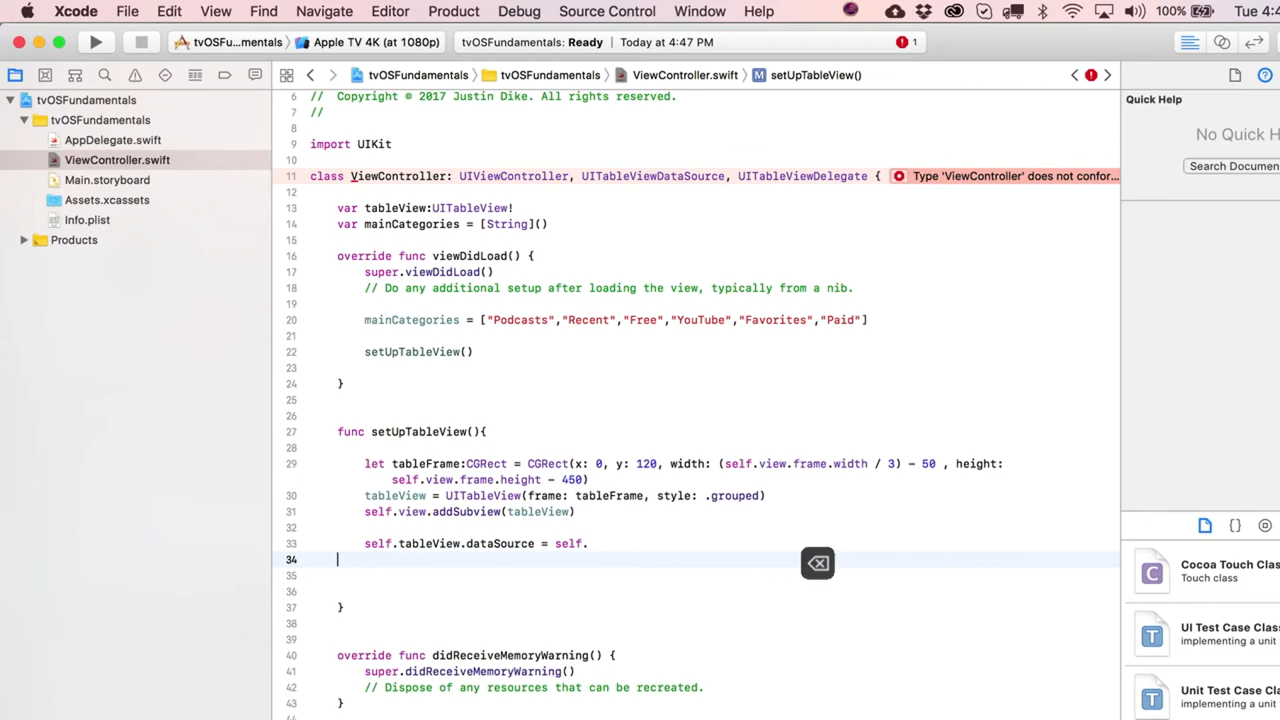 Xcode File Edit View Find Navigate Editor Product Debug Source Control Window Help 100% Tue 4:4
tvOSFu...mentals Apple TV 4K (at 1080p) tvOSFundamentals: Ready Today at 4:47 PM 1
tvOSFundamentals tvOSFundamentals ViewController.swift M setUpTableView()
tvOSFundamentals
tvOSFundamentals
AppDelegate.swift
ViewController.swift
Main.storyboard
Assets.xcassets
Info.plist
Products
6 // Copyright © 2017 Justin Dike. All rights reserved.
7 //
8
9 import UIKit
10
11 class ViewController: UIViewController, UITableViewDataSource, UITableViewDelegate { Type 'ViewController' does not confor...
12
13 var tableView:UITableView!
14 var mainCategories = [String]()
15
16 override func viewDidLoad() {
17 super.viewDidLoad()
18 // Do any additional setup after loading the view, typically from a nib.
19
20 mainCategories = ["Podcasts","Recent","Free","YouTube","Favorites","Paid"]
21
22 setUpTableView()
23
24 }
25
26
27 func setUpTableView(){
28
29 let tableFrame:CGRect = CGRect(x: 0, y: 120, width: (self.view.frame.width / 3) - 50 , height:
self.view.frame.height - 450)
30 tableView = UITableView(frame: tableFrame, style: .grouped)
31 self.view.addSubview(tableView)
32
33 self.tableView.dataSource = self.
34
35
36
37 }
38
39
40 override func didReceiveMemoryWarning() {
41 super.didReceiveMemoryWarning()
42 // Dispose of any resources that can be recreated.
43 }
Quick Help
No Quick H
Search Documen
C
Cocoa Touch Clas
Touch class
T
UI Test Case Clas
implementing a unit
T
Unit Test Case Cla
implementing a unit